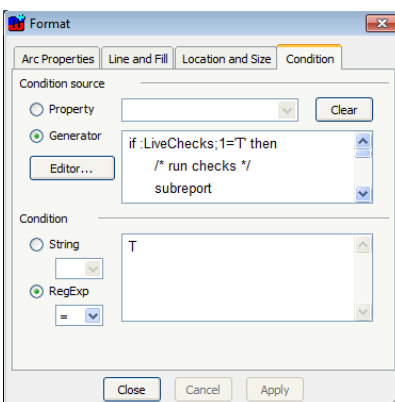 Format
Arc Properties Line and Fill Location and Size Condition
Condition source
Property Clear
Generator
if :LiveChecks;1='T' then
/* run checks */
subreport
Editor...
Condition
String
T
RegExp
=
Close Cancel Apply